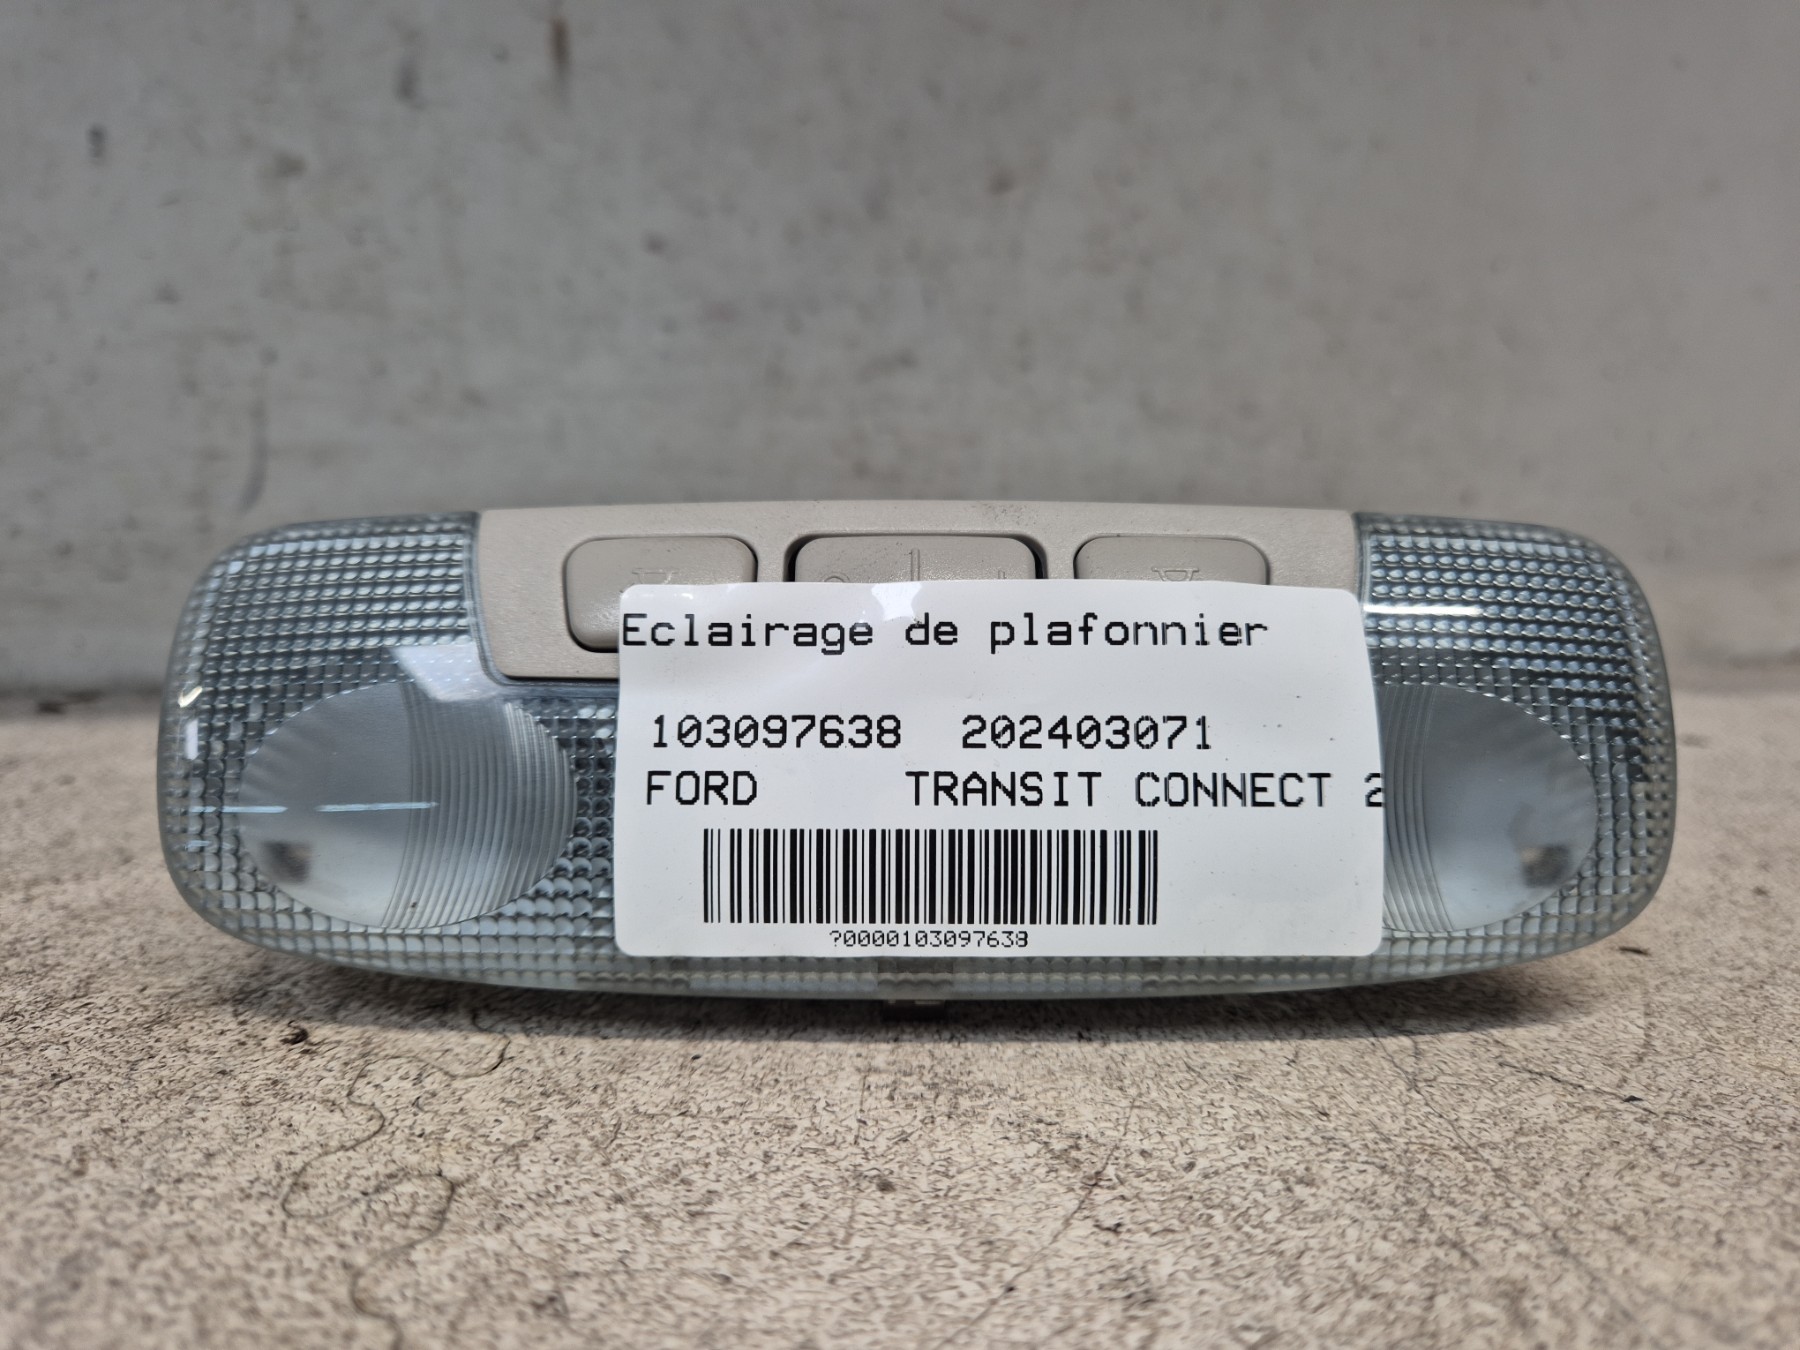 Eclairage de plafonnier
103097638 202403071
FORD TRANSIT CONNECT 2
?0000103097638